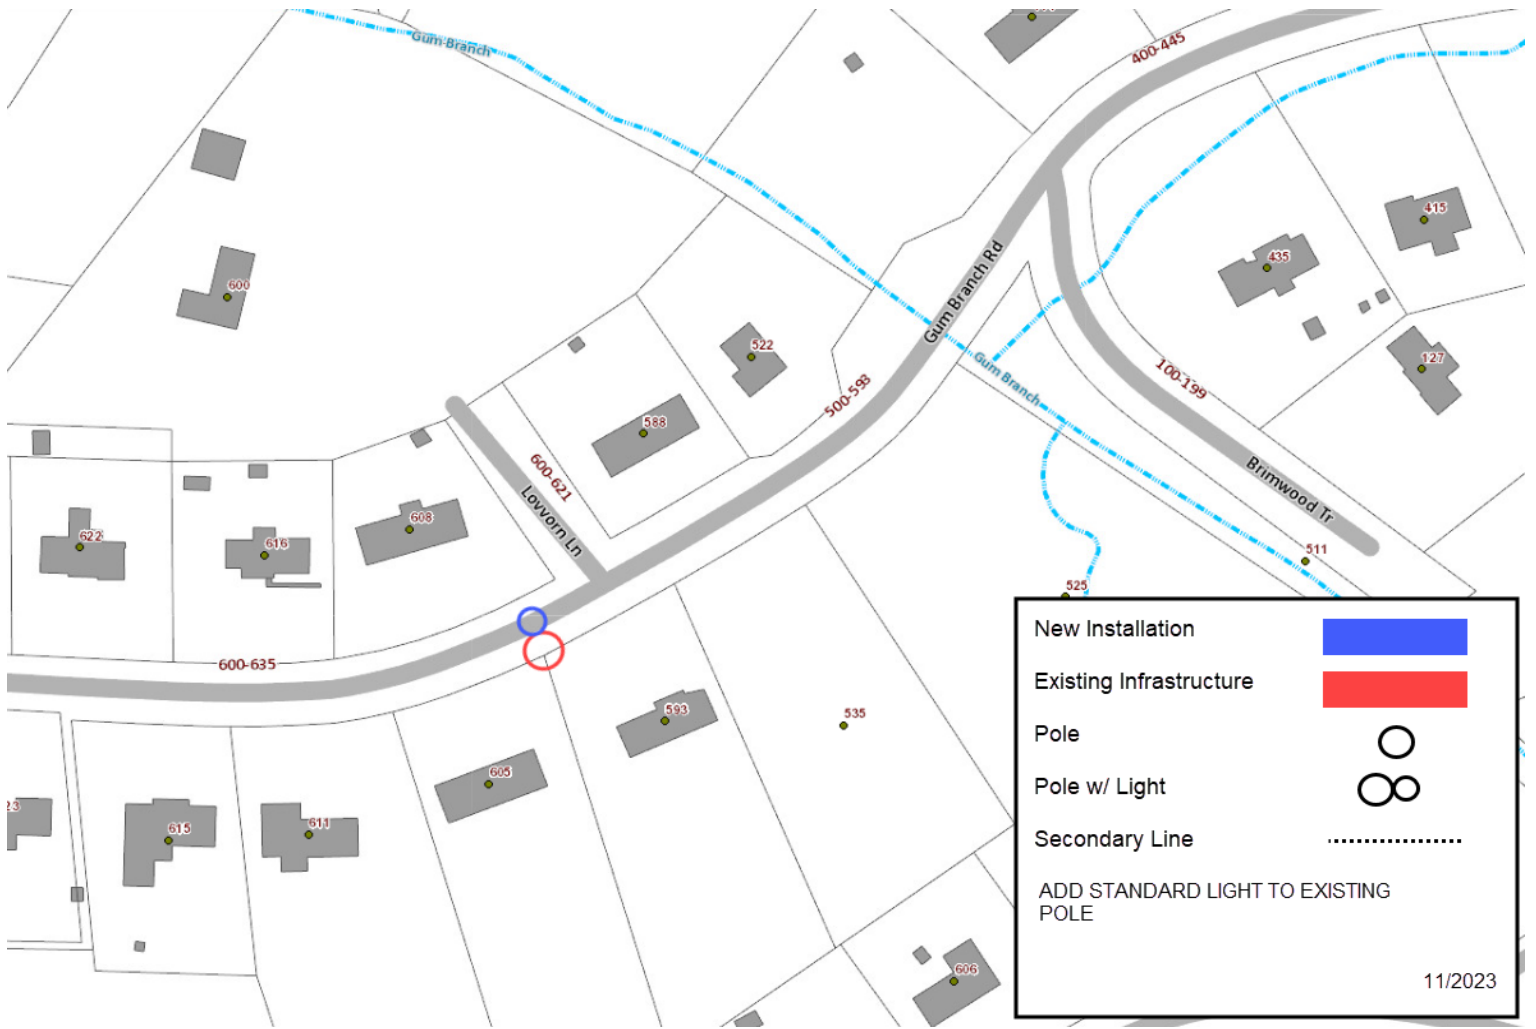 Gum Branch
400-445
415
435
600
Gum Branch Rd
522
127
Gum Branch
100-199
500-593
588
600-621
Lovvorn Ln
Brimwood Tr
608
622
616
511
525
600-635
593
535
605
615
611
23
606
New Installation
Existing Infrastructure
Pole
Pole w/ Light
Secondary Line
ADD STANDARD LIGHT TO EXISTING
POLE
11/2023